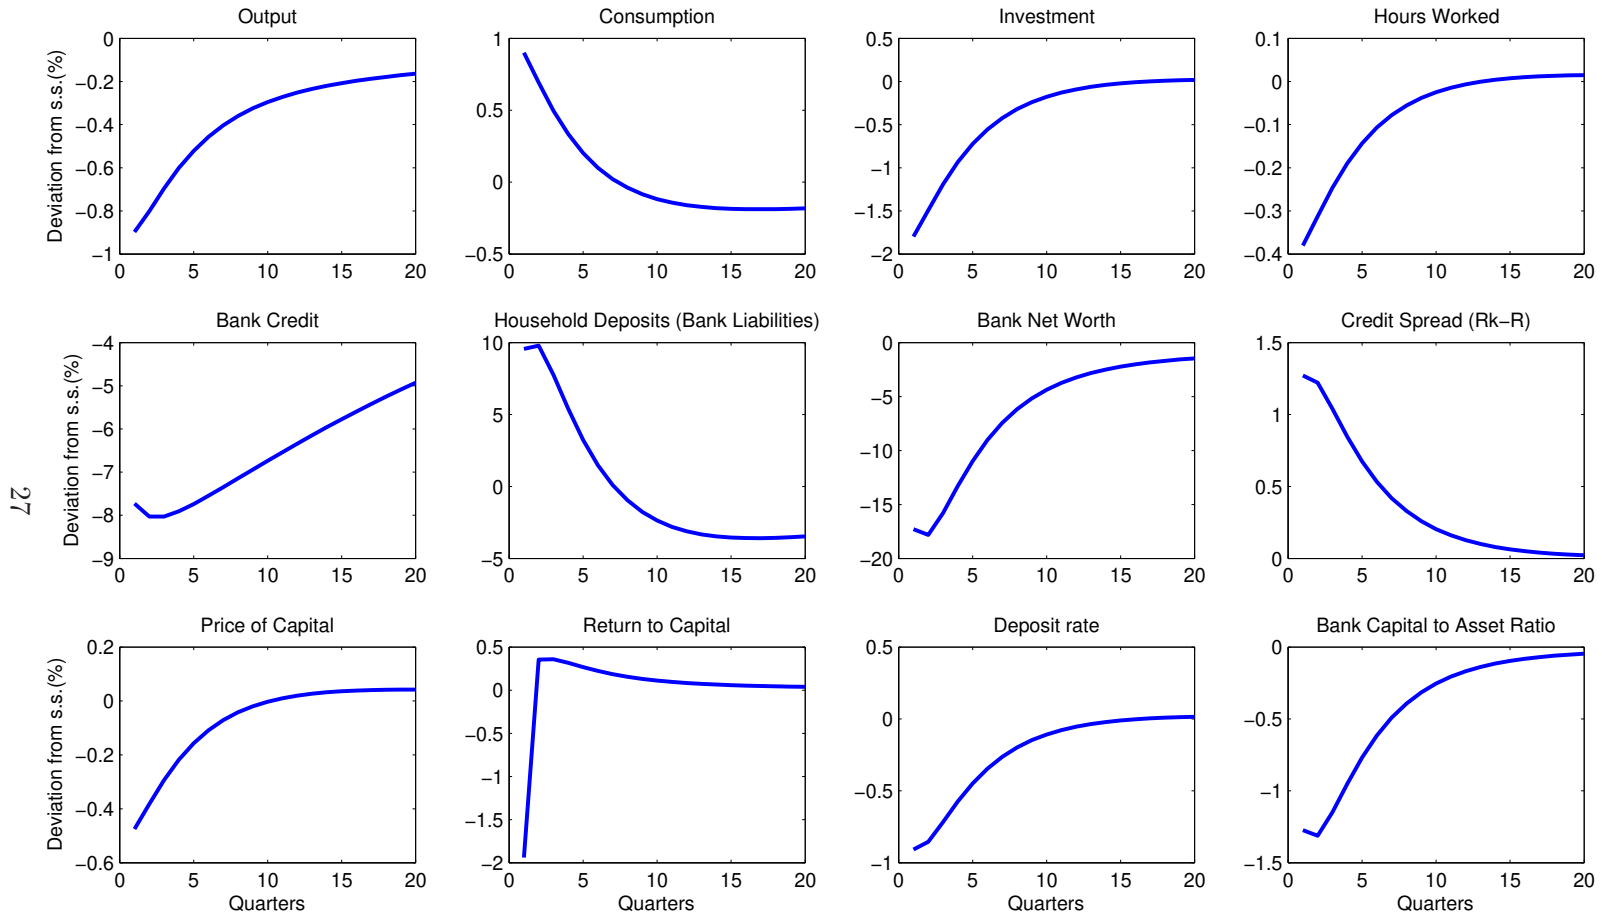 Output
Deviation from s.s.(%)
0
−0.2
−0.4
−0.6
−0.8
−1
0 5 10 15 20
Consumption
1
0.5
0
−0.5
0 5 10 15 20
Investment
0.5
0
−0.5
−1
−1.5
−2
0 5 10 15 20
Hours Worked
0.1
0
−0.1
−0.2
−0.3
−0.4
0 5 10 15 20
Bank Credit
Deviation from s.s.(%)
−4
−5
−6
−7
−8
−9
0 5 10 15 20
Household Deposits (Bank Liabilities)
10
5
0
−5
0 5 10 15 20
Bank Net Worth
0
−5
−10
−15
−20
0 5 10 15 20
Credit Spread (Rk−R)
1.5
1
0.5
0
0 5 10 15 20
27
Price of Capital
Deviation from s.s.(%)
0.2
0
−0.2
−0.4
−0.6
0 5 10 15 20
Quarters
Return to Capital
0.5
0
−0.5
−1
−1.5
−2
0 5 10 15 20
Quarters
Deposit rate
0.5
0
−0.5
−1
0 5 10 15 20
Quarters
Bank Capital to Asset Ratio
0
−0.5
−1
−1.5
0 5 10 15 20
Quarters